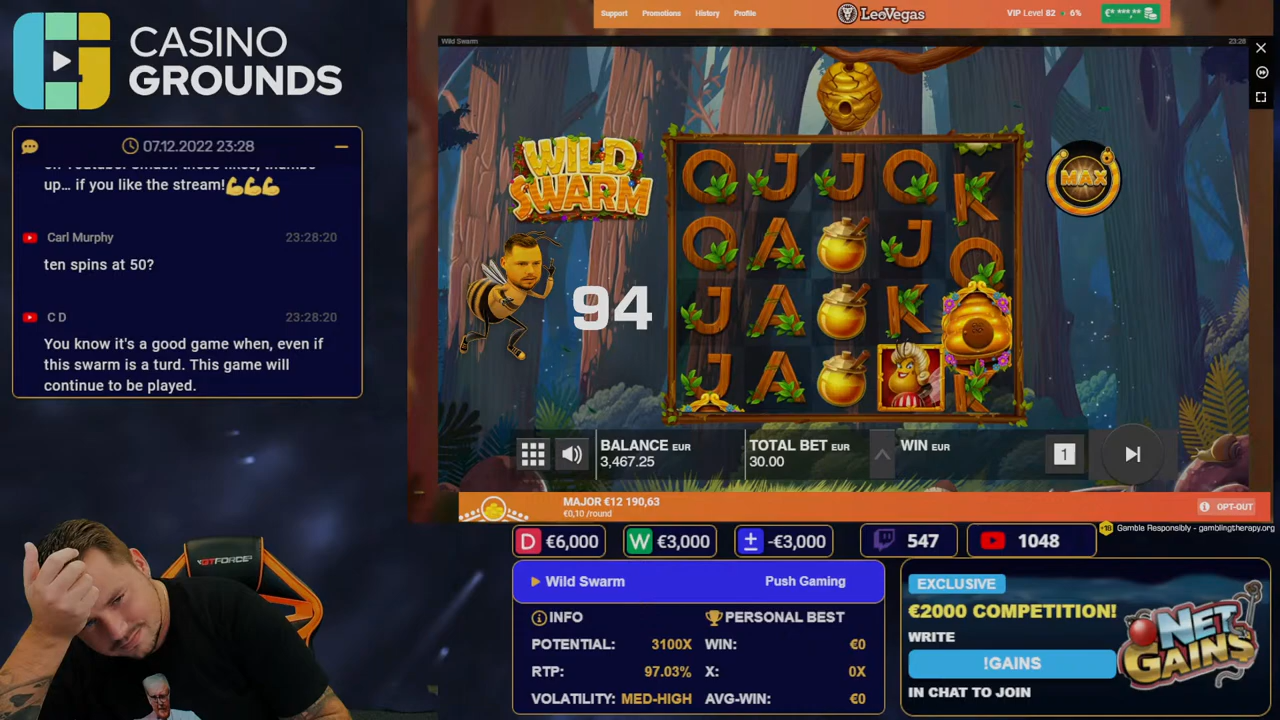 CASINO
GROUNDS
07.12.2022 23:28
up... if you like the stream!💪💪💪
Carl Murphy 23:28:20
ten spins at 50?
C D 23:28:20
You know it's a good game when, even if
this swarm is a turd. This game will
continue to be played.
Support Promotions History Profile
LeoVegas
VIP Level 82 6%
€* ***,**
Wild Swarm 23:28
WILD
SWARM
94
MAX
Q J J Q K
Q A J Q
J A K
J A K
BALANCE EUR
3,467.25
TOTAL BET EUR
30.00
WIN EUR
1
MAJOR €12 190,63
€0,10 /round
OPT-OUT
D €6,000
W €3,000
± -€3,000
547
1048
+18 Gamble Responsibly - gamblingtherapy.org
Wild Swarm Push Gaming
INFO
POTENTIAL: 3100X
RTP: 97.03%
VOLATILITY: MED-HIGH
PERSONAL BEST
WIN: €0
X: 0X
AVG-WIN: €0
EXCLUSIVE
€2000 COMPETITION!
WRITE
!GAINS
IN CHAT TO JOIN
NET
GAINS
GTFORCE